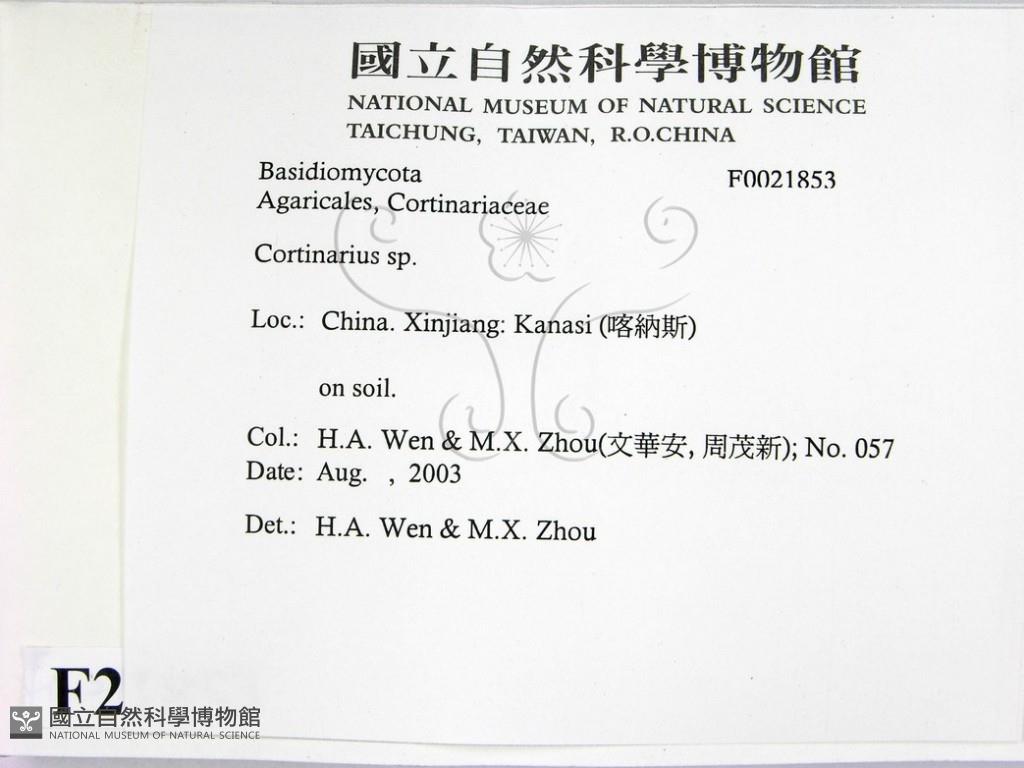 國立自然科學博物館
NATIONAL MUSEUM OF NATURAL SCIENCE
TAICHUNG, TAIWAN, R.O.CHINA
Basidiomycota F0021853
Agaricales, Cortinariaceae
Cortinarius sp.
Loc.: China. Xinjiang: Kanasi (喀納斯)
on soil.
Col.: H.A. Wen & M.X. Zhou(文華安, 周茂新); No. 057
Date: Aug. , 2003
Det.: H.A. Wen & M.X. Zhou
F2
國立自然科學博物館
NATIONAL MUSEUM OF NATURAL SCIENCE